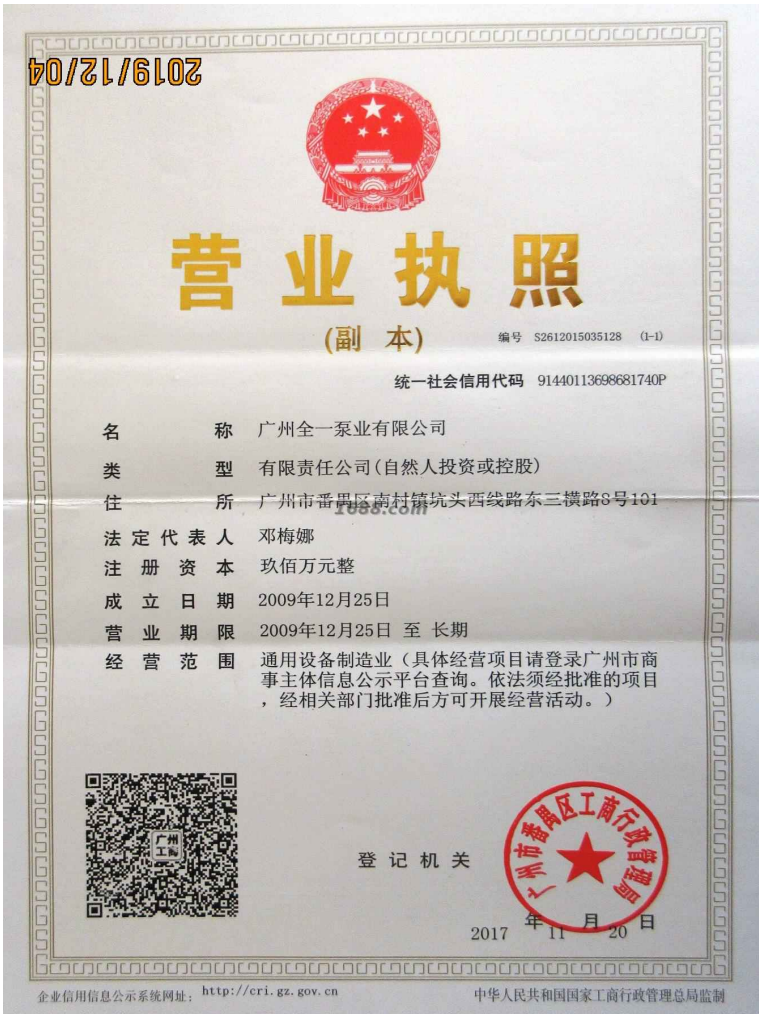 2019/12/04
营业执照
(副 本)
编号 S2612015035128 (1-1)
统一社会信用代码 91440113698681740P
名 称 广州全一泵业有限公司
类 型 有限责任公司(自然人投资或控股)
住 所 广州市番禺区南村镇坑头西线路东三横路8号101
1688.com
法定代表人 邓梅娜
注 册 资 本 玖佰万元整
成 立 日 期 2009年12月25日
营 业 期 限 2009年12月25日 至 长期
经 营 范 围 通用设备制造业（具体经营项目请登录广州市商
事主体信息公示平台查询。依法须经批准的项目
，经相关部门批准后方可开展经营活动。）
广州
工商
登 记 机 关
广州市番禺区工商行政管理局
2017 年 11 月 20 日
企业信用信息公示系统网址： http://cri.gz.gov.cn
中华人民共和国国家工商行政管理总局监制